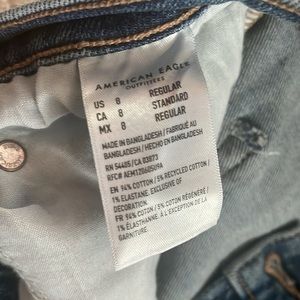 AMERICAN EAGLE
OUTFITTERS
US 8 REGULAR
CA 8 STANDARD
MX 8 REGULAR
MADE IN BANGLADESH / FABRIQUÉ AU
BANGLADESH / HECHO EN BANGLADESH
RN 54485 / CA 03873
EN 94% COTTON / 5% RECYCLED COTTON
1% ELASTANE. EXCLUSIVE OF
DECORATION.
FR 94% COTON / 5% COTON RÉGÉNÉRÉ /
1% ÉLASTHANNE. À L'EXCEPTION DE LA
GARNITURE.